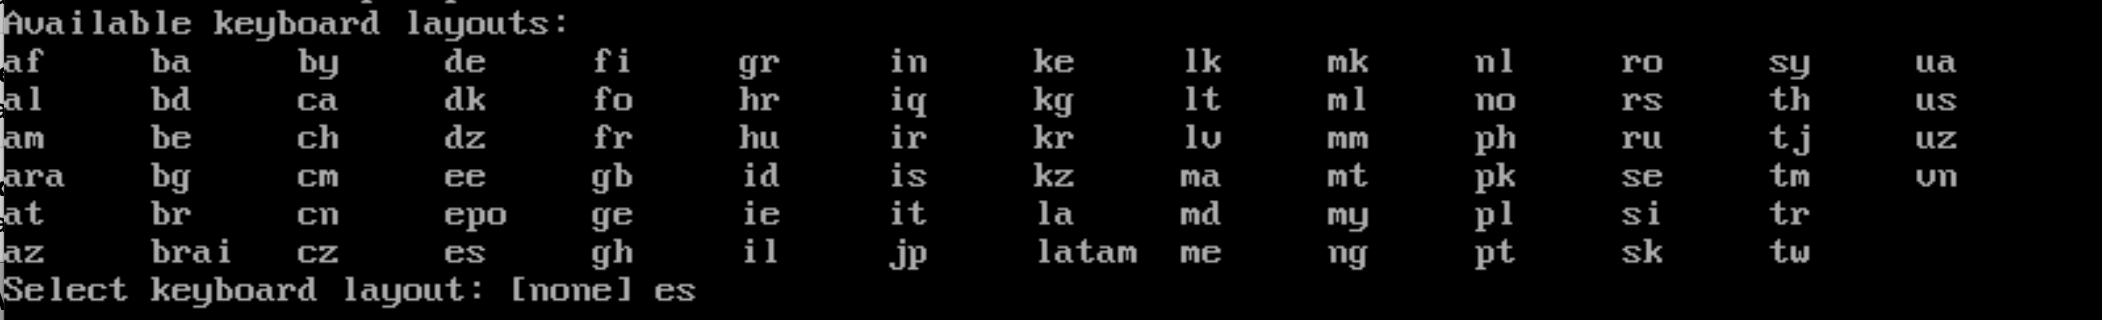 Available keyboard layouts:
af ba by de fi gr in ke lk mk nl ro sy ua
al bd ca dk fo hr iq kg lt ml no rs th us
am be ch dz fr hu ir kr lv mm ph ru tj uz
ara bg cm ee gb id is kz ma mt pk se tm vn
at br cn epo ge ie it la md my pl si tr
az brai cz es gh il jp latam me ng pt sk tw
Select keyboard layout: [none] es